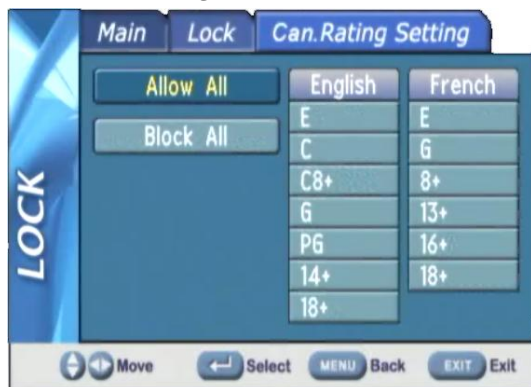 Main Lock Can.Rating Setting
Allow All
Block All
English
E
C
C8+
G
PG
14+
18+
French
E
G
8+
13+
16+
18+
LOCK
Move Select MENU Back EXIT Exit